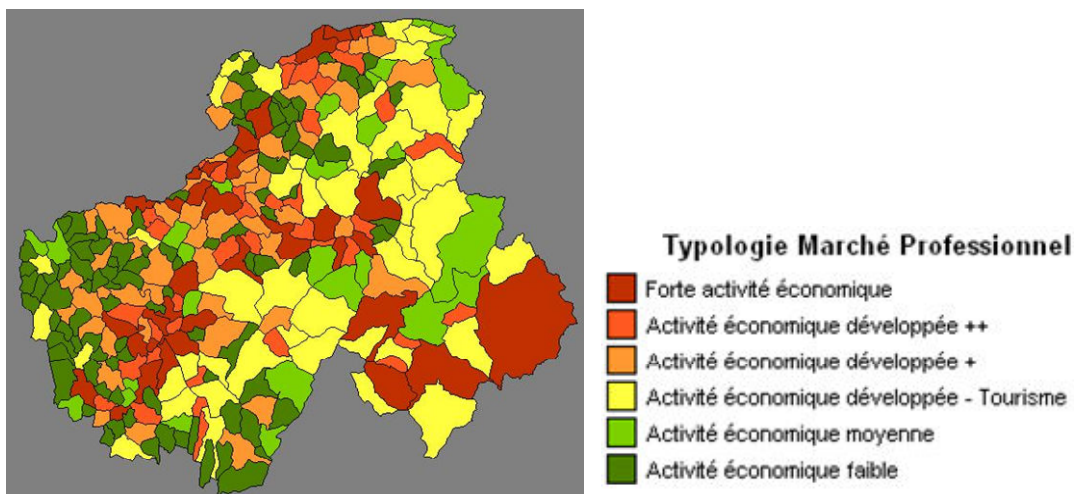 Typologie Marché Professionnel
Forte activité économique
Activité économique développée ++
Activité économique développée +
Activité économique développée - Tourisme
Activité économique moyenne
Activité économique faible